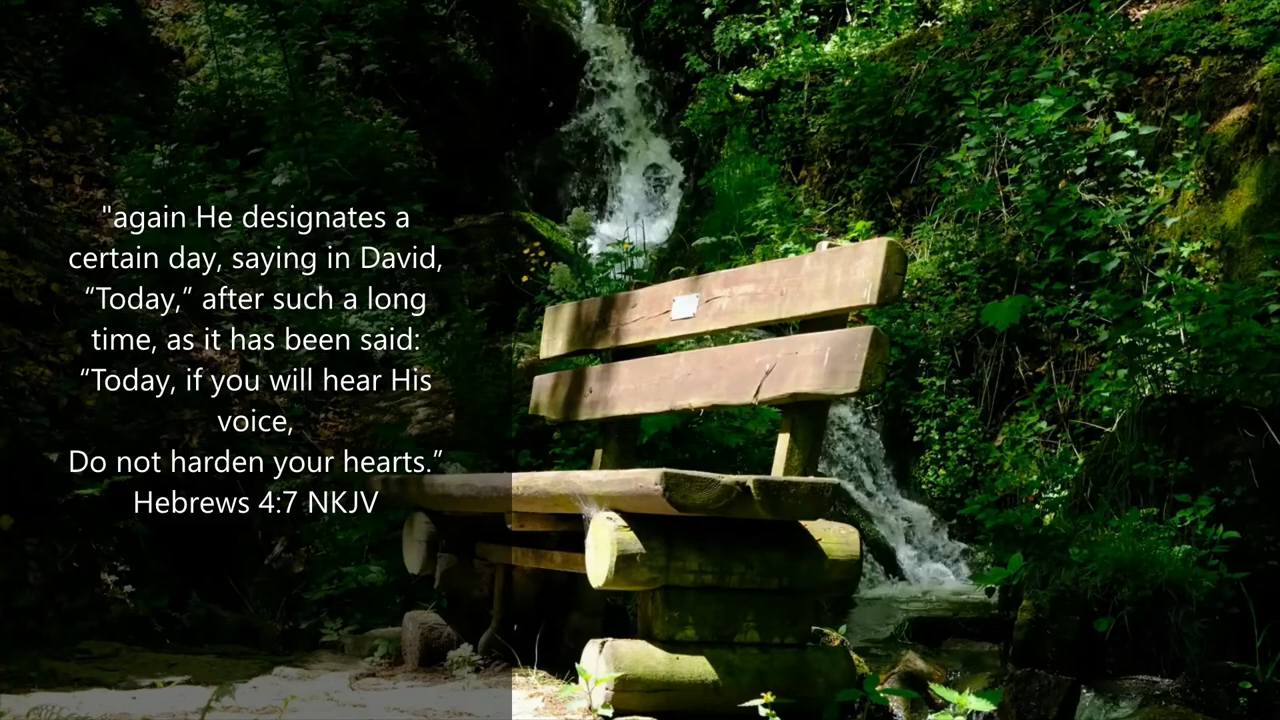 "again He designates a
certain day, saying in David,
“Today,” after such a long
time, as it has been said:
“Today, if you will hear His
voice,
Do not harden your hearts.”
Hebrews 4:7 NKJV